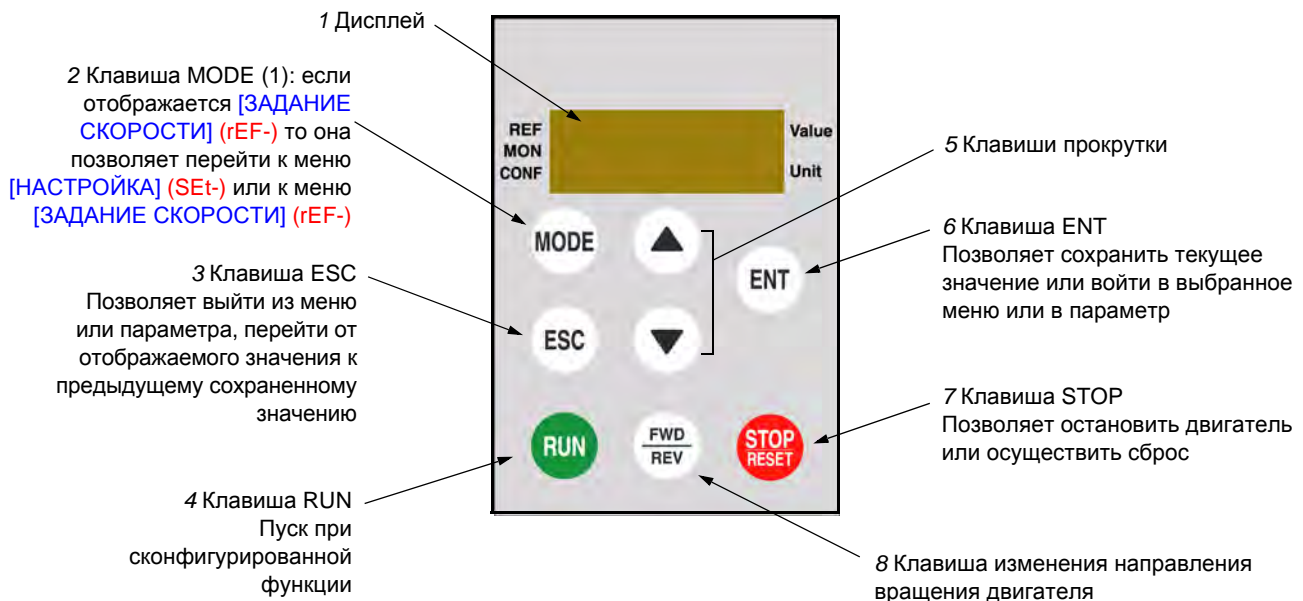 1 Дисплей
2 Клавиша MODE (1): если
отображается [ЗАДАНИЕ
СКОРОСТИ] (rEF-) то она
позволяет перейти к меню
[НАСТРОЙКА] (SEt-) или к меню
[ЗАДАНИЕ СКОРОСТИ] (rEF-)
3 Клавиша ESC
Позволяет выйти из меню
или параметра, перейти от
отображаемого значения к
предыдущему сохраненному
значению
4 Клавиша RUN
Пуск при
сконфигурированной
функции
REF
MON
CONF
Value
Unit
MODE
ENT
ESC
RUN
FWD
REV
STOP
RESET
5 Клавиши прокрутки
6 Клавиша ENT
Позволяет сохранить текущее
значение или войти в выбранное
меню или в параметр
7 Клавиша STOP
Позволяет остановить двигатель
или осуществить сброс
8 Клавиша изменения направления
вращения двигателя